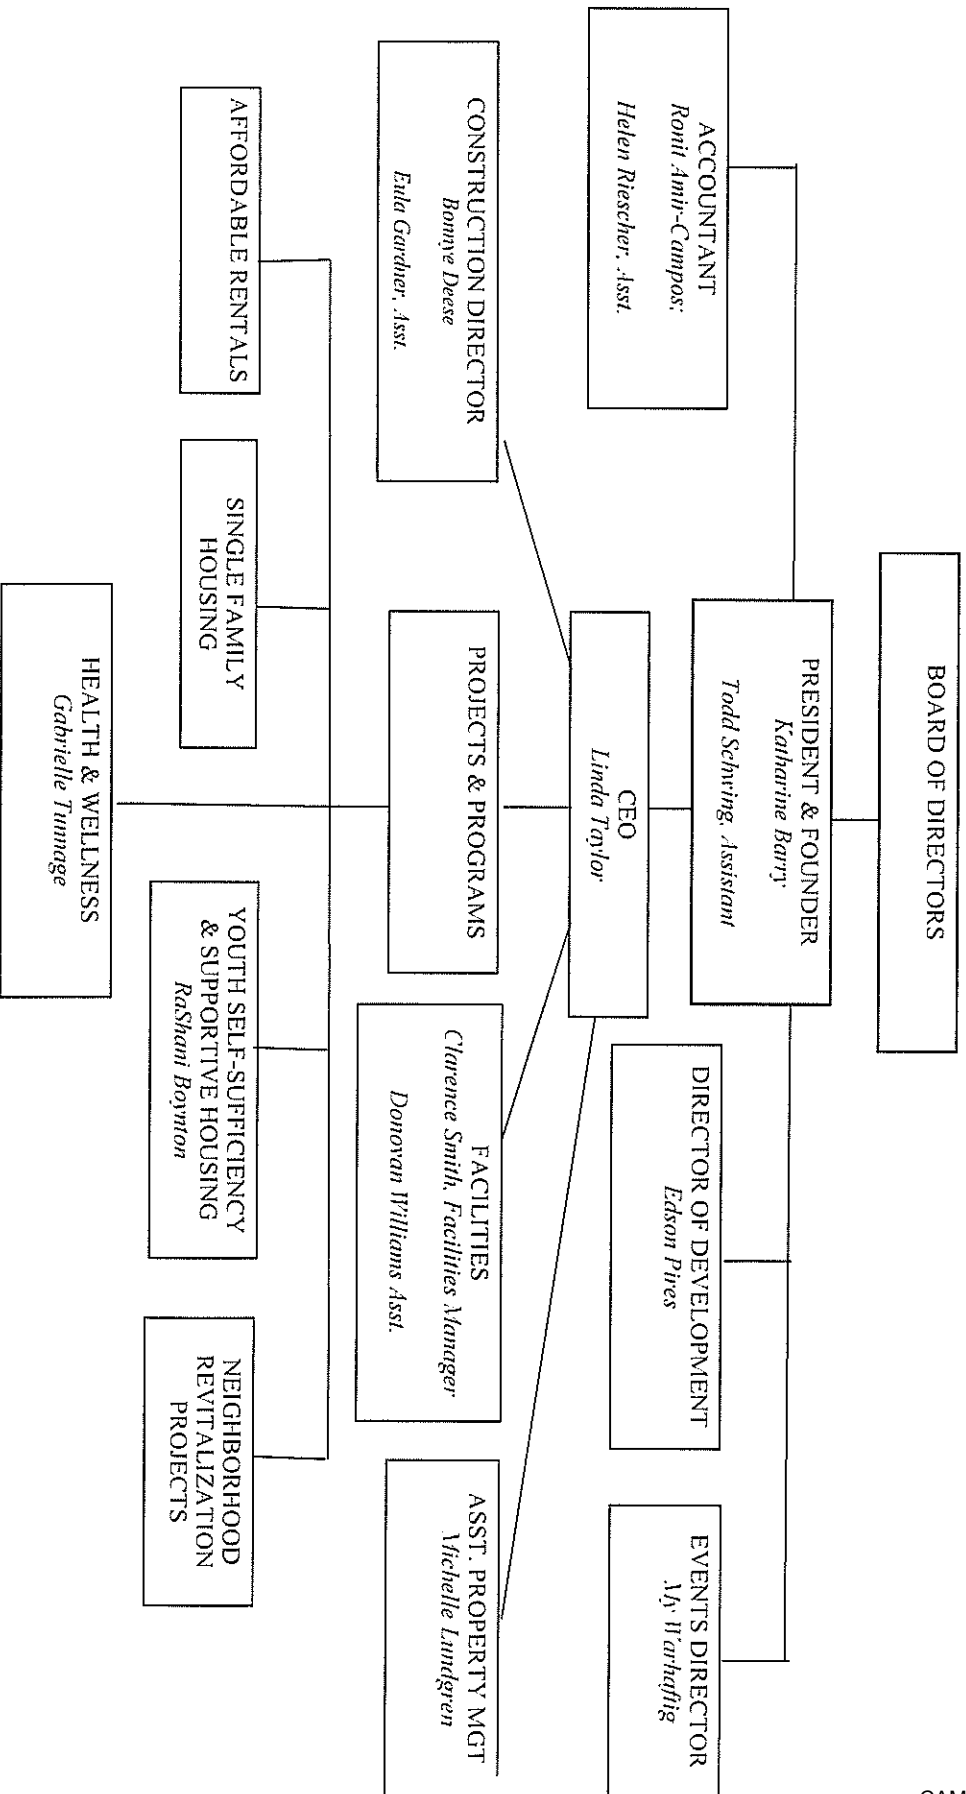 BOARD OF DIRECTORS
PRESIDENT & FOUNDER
Katharine Barry
Todd Schwing, Assistant
ACCOUNTANT
Ronit Amir-Campos;
Helen Riescher, Asst.
DIRECTOR OF DEVELOPMENT
Edson Pires
EVENTS DIRECTOR
My Warhaftig
CEO
Linda Taylor
CONSTRUCTION DIRECTOR
Bonnye Deese
Eula Gardner, Asst.
PROJECTS & PROGRAMS
FACILITIES
Clarence Smith, Facilities Manager
Donovan Williams Asst.
ASST. PROPERTY MGT
Michelle Lundgren
AFFORDABLE RENTALS
SINGLE FAMILY
HOUSING
YOUTH SELF-SUFFICIENCY
& SUPPORTIVE HOUSING
RaShani Boynton
NEIGHBORHOOD
REVITALIZATION
PROJECTS
HEALTH & WELLNESS
Gabrielle Tunnage